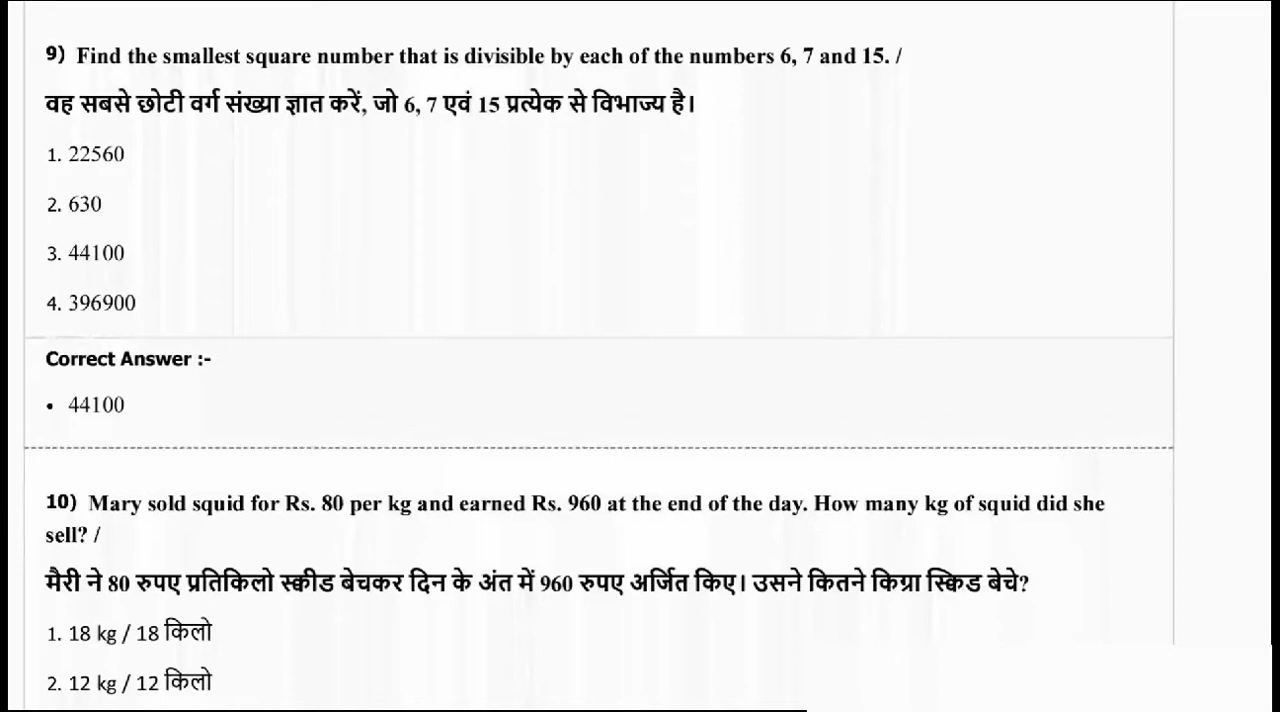 9) Find the smallest square number that is divisible by each of the numbers 6, 7 and 15. /
वह सबसे छोटी वर्ग संख्या ज्ञात करें, जो 6, 7 एवं 15 प्रत्येक से विभाज्य है।
1. 22560
2. 630
3. 44100
4. 396900
Correct Answer :-
• 44100
10) Mary sold squid for Rs. 80 per kg and earned Rs. 960 at the end of the day. How many kg of squid did she
sell? /
मैरी ने 80 रुपए प्रतिकिलो स्क्वीड बेचकर दिन के अंत में 960 रुपए अर्जित किए। उसने कितने किग्रा स्क्विड बेचे?
1. 18 kg / 18 किलो
2. 12 kg / 12 किलो